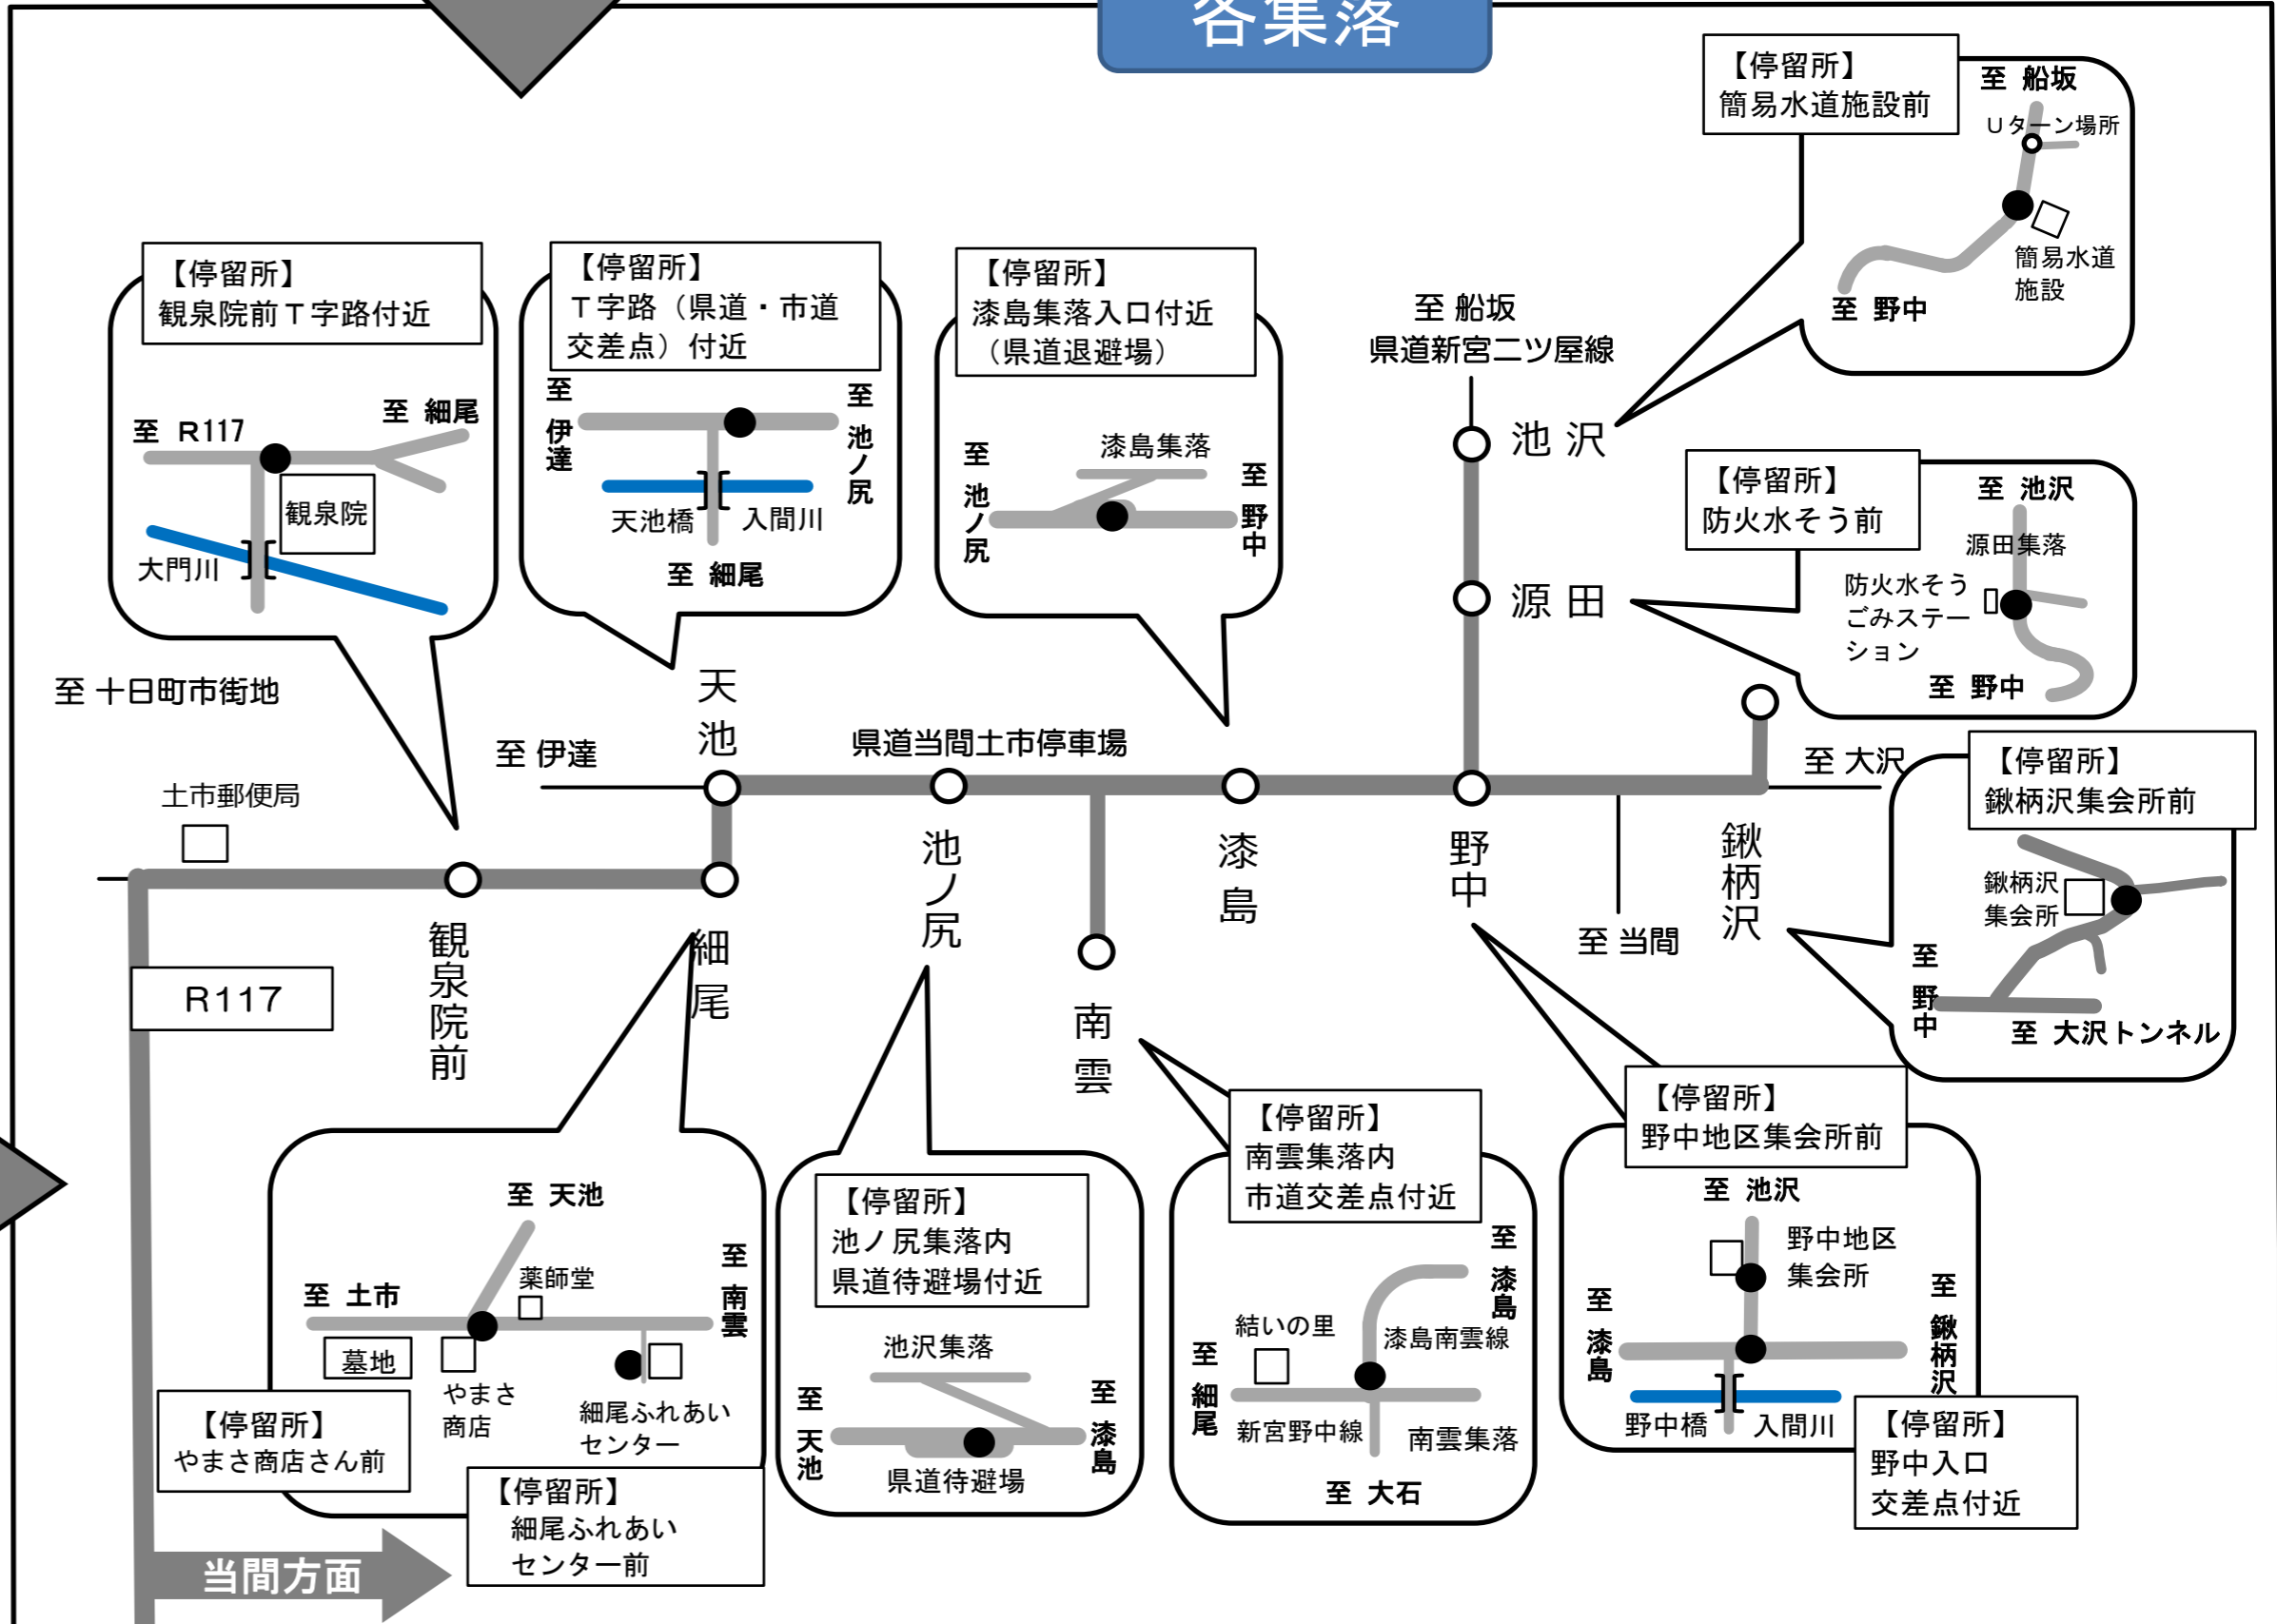 各集落
【停留所】
簡易水道施設前
至 船坂
Uターン場所
簡易水道
施設
至 野中
【停留所】
観泉院前T字路付近
至 R117
至 細尾
観泉院
大門川
【停留所】
T字路（県道・市道
交差点）付近
至 伊達
至 池ノ尻
天池橋
入間川
至 細尾
【停留所】
漆島集落入口付近
（県道退避場）
至 池ノ尻
漆島集落
至 野中
至 船坂
県道新宮二ツ屋線
池沢
源田
【停留所】
防火水そう前
至 池沢
源田集落
防火水そう
ごみステー
ション
至 野中
至 十日町市街地
土市郵便局
R117
至 伊達
天池
県道当間土市停車場
観泉院前
細尾
池ノ尻
南雲
漆島
野中
鍬柄沢
至 大沢
至 当間
【停留所】
鍬柄沢集会所前
鍬柄沢
集会所
至 野中
至 大沢トンネル
至 天池
薬師堂
至 土市
至 南雲
墓地
やまさ
商店
細尾ふれあい
センター
【停留所】
やまさ商店さん前
【停留所】
細尾ふれあい
センター前
【停留所】
池ノ尻集落内
県道待避場付近
池沢集落
至 天池
至 漆島
県道待避場
【停留所】
南雲集落内
市道交差点付近
至 漆島
結いの里
漆島南雲線
至 細尾
新宮野中線
南雲集落
至 大石
【停留所】
野中地区集会所前
至 池沢
野中地区
集会所
至 漆島
至 鍬柄沢
野中橋
入間川
【停留所】
野中入口
交差点付近
当間方面